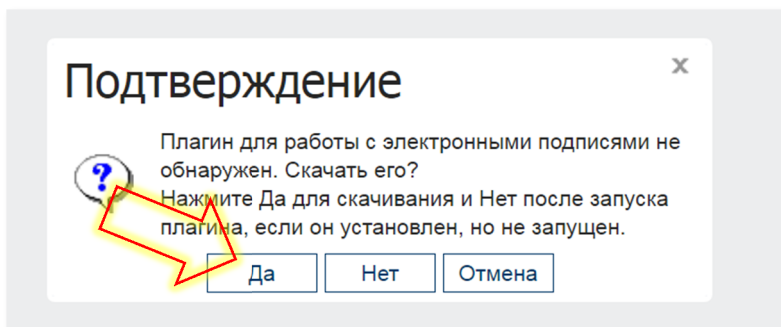 Подтверждение
x
Плагин для работы с электронными подписями не
обнаружен. Скачать его?
Нажмите Да для скачивания и Нет после запуска
плагина, если он установлен, но не запущен.
Да Нет Отмена